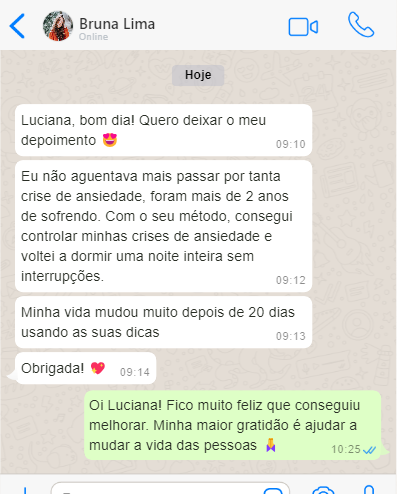 Bruna Lima
Online
Hoje
Luciana, bom dia! Quero deixar o meu
depoimento 😍
09:10
Eu não aguentava mais passar por tanta
crise de ansiedade, foram mais de 2 anos
de sofrendo. Com o seu método, consegui
controlar minhas crises de ansiedade e
voltei a dormir uma noite inteira sem
interrupções.
09:12
Minha vida mudou muito depois de 20 dias
usando as suas dicas
09:13
Obrigada! 💖
09:14
Oi Luciana! Fico muito feliz que conseguiu
melhorar. Minha maior gratidão é ajudar a
mudar a vida das pessoas 🧘‍♀️
10:25